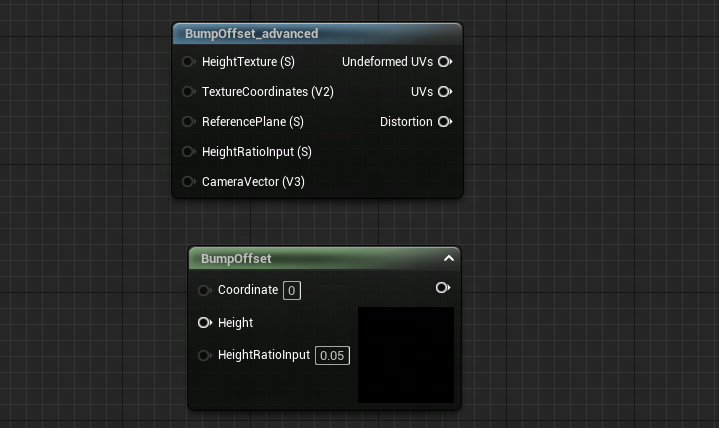 BumpOffset_advanced
HeightTexture (S) Undeformed UVs
TextureCoordinates (V2) UVs
ReferencePlane (S) Distortion
HeightRatioInput (S)
CameraVector (V3)
BumpOffset
Coordinate 0
Height
HeightRatioInput 0.05